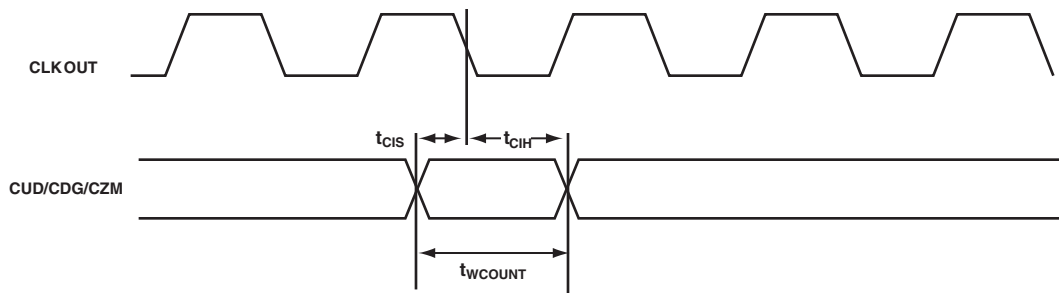 CLKOUT
tCIS
tCIH
CUD/CDG/CZM
tWCOUNT